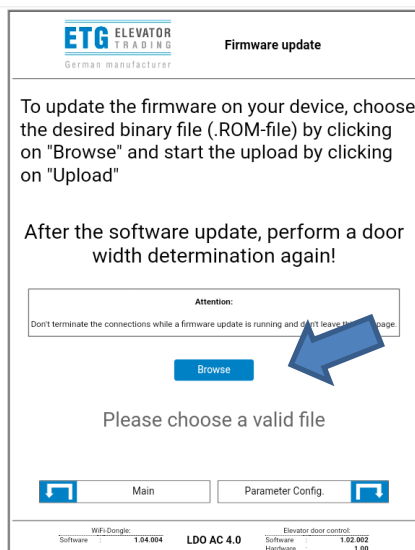 ETG ELEVATOR
TRADING
German manufacturer
Firmware update
To update the firmware on your device, choose
the desired binary file (.ROM-file) by clicking
on "Browse" and start the upload by clicking
on "Upload"
After the software update, perform a door
width determination again!
Attention:
Don't terminate the connections while a firmware update is running and don't leave page.
Browse
Please choose a valid file
Main
Parameter Config.
WiFi-Dongle:
Software : 1.04.004
LDO AC 4.0
Elevator door control:
Software : 1.02.002
Hardware : 1.00